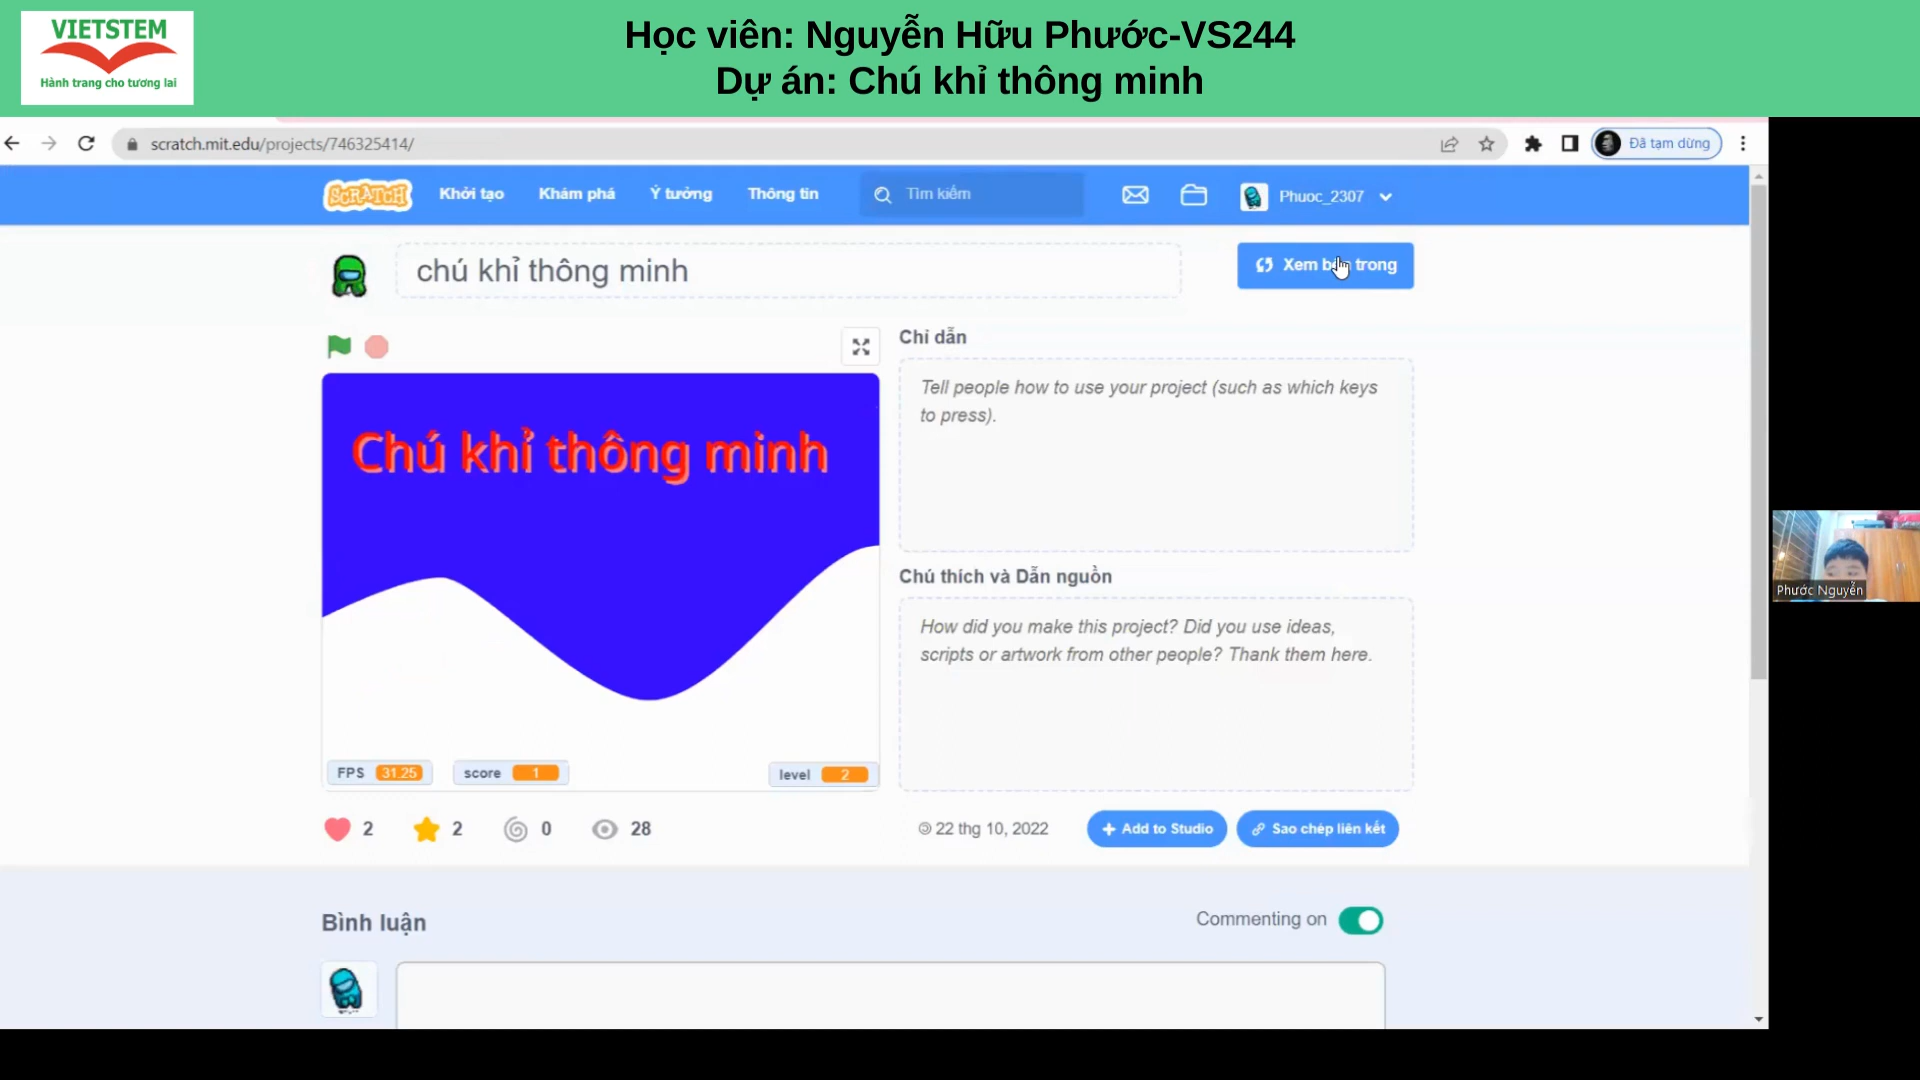 VIETSTEM
Hành trang cho tương lai
Học viên: Nguyễn Hữu Phước-VS244
Dự án: Chú khỉ thông minh
scratch.mit.edu/projects/746325414/
Đã tạm dừng
SCRATCH
Khởi tạo
Khám phá
Ý tưởng
Thông tin
Tìm kiếm
Phuoc_2307
chú khỉ thông minh
Xem bên trong
Chỉ dẫn
Tell people how to use your project (such as which keys
to press).
Chú khỉ thông minh
Chú thích và Dẫn nguồn
How did you make this project? Did you use ideas,
scripts or artwork from other people? Thank them here.
Phước Nguyễn
FPS 31.25
score 1
level 2
2
2
0
28
22 thg 10, 2022
Add to Studio
Sao chép liên kết
Bình luận
Commenting on